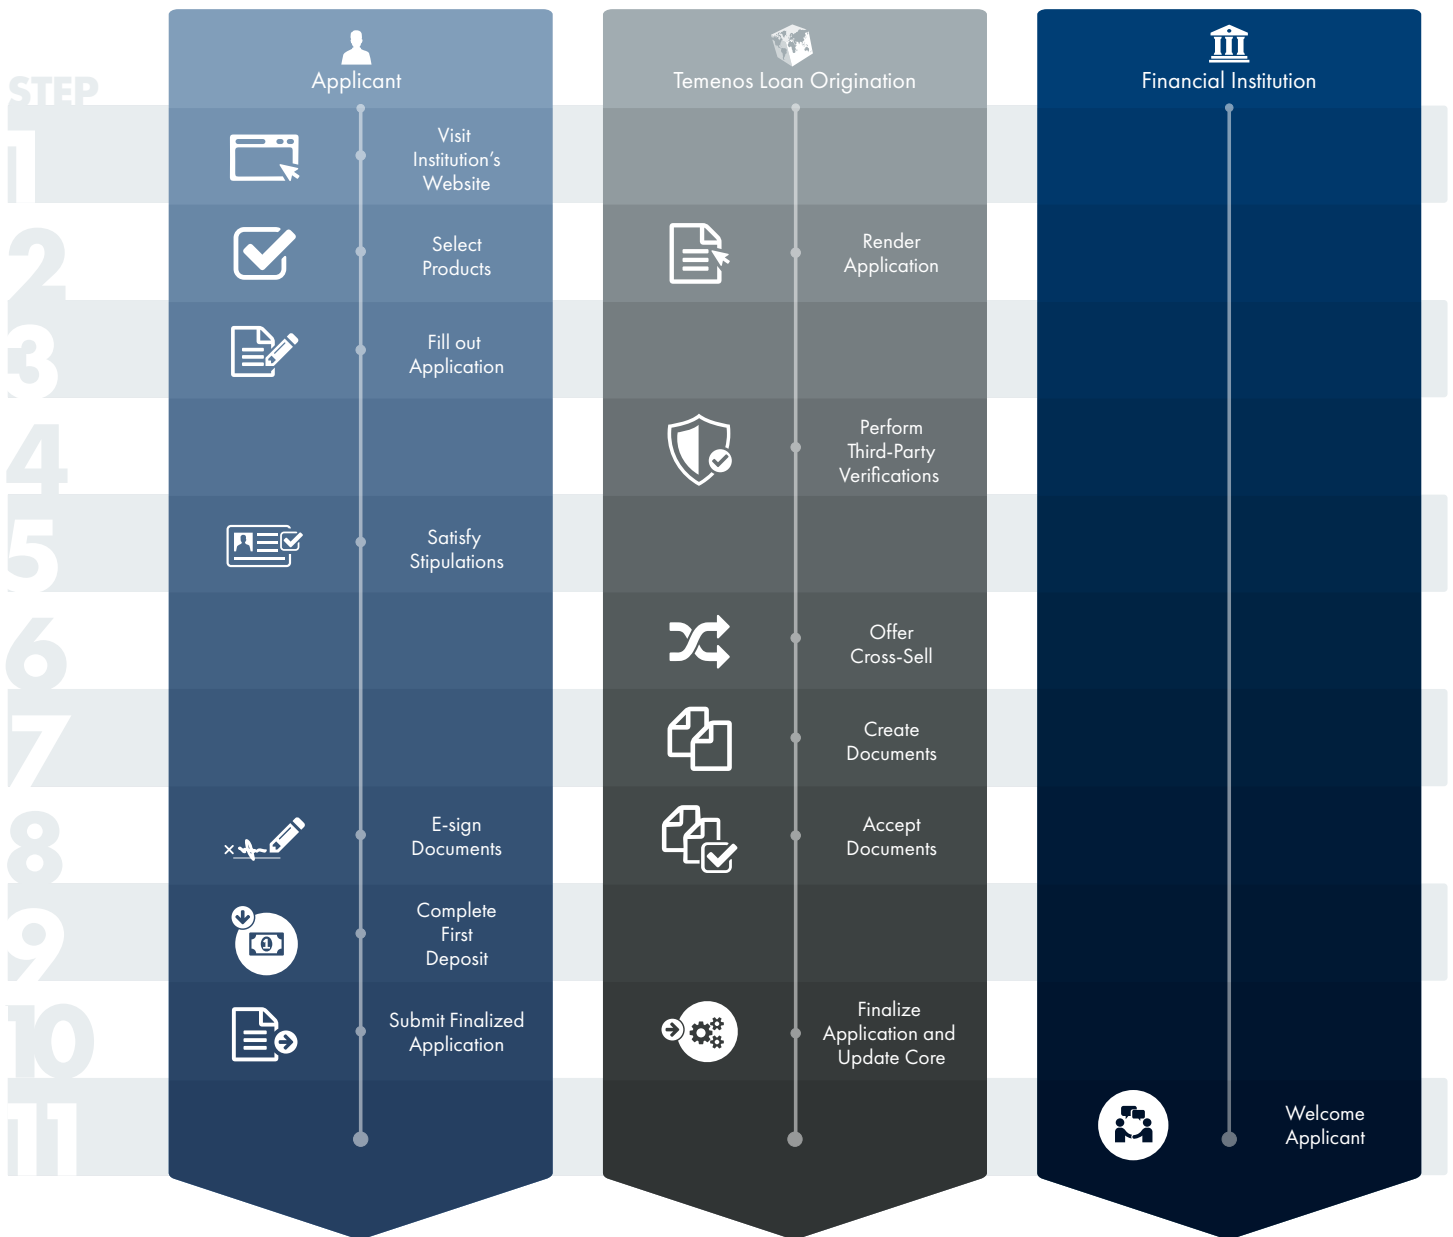 Applicant
Temenos Loan Origination
Financial Institution
STEP
1
Visit
Institution's
Website
2
Select
Products
Render
Application
3
Fill out
Application
4
Perform
Third-Party
Verifications
5
Satisfy
Stipulations
6
Offer
Cross-Sell
7
Create
Documents
8
E-sign
Documents
Accept
Documents
9
Complete
First
Deposit
1
10
Submit Finalized
Application
Finalize
Application and
Update Core
11
Welcome
Applicant